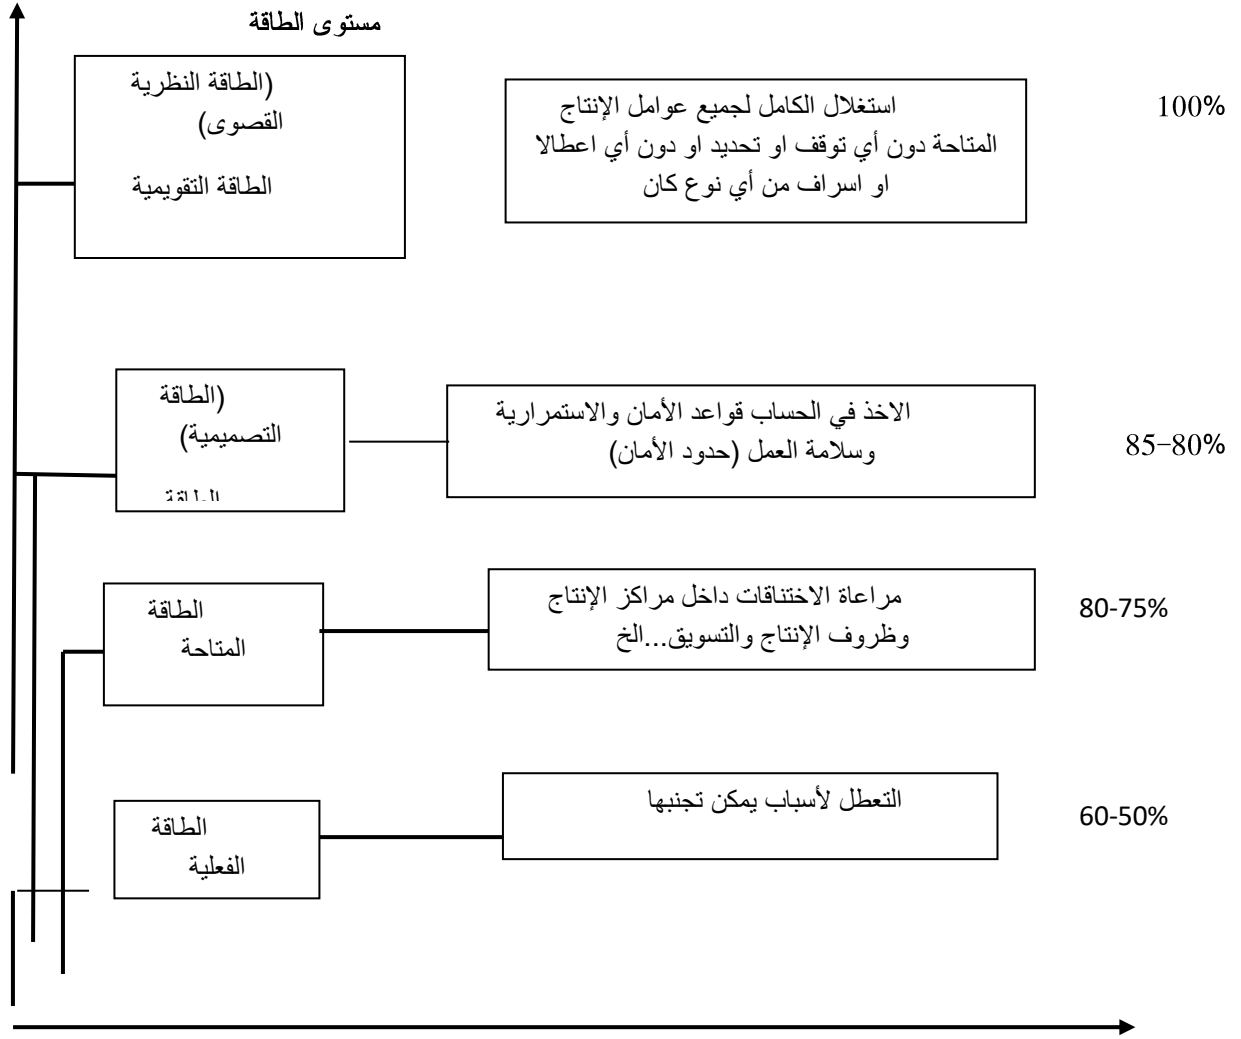 مستوى الطاقة
(الطاقة النظرية
القصوى)
الطاقة التقويمية
استغلال الكامل لجميع عوامل الإنتاج
المتاحة دون أي توقف او تحديد او دون أي اعطالا
او اسراف من أي نوع كان
100%
(الطاقة
التصميمية)
الطاقة
الاخذ في الحساب قواعد الأمان والاستمرارية
وسلامة العمل (حدود الأمان)
85-80%
الطاقة
المتاحة
مراعاة الاختناقات داخل مراكز الإنتاج
وظروف الإنتاج والتسويق...الخ
80-75%
الطاقة
الفعلية
التعطل لأسباب يمكن تجنبها
60-50%